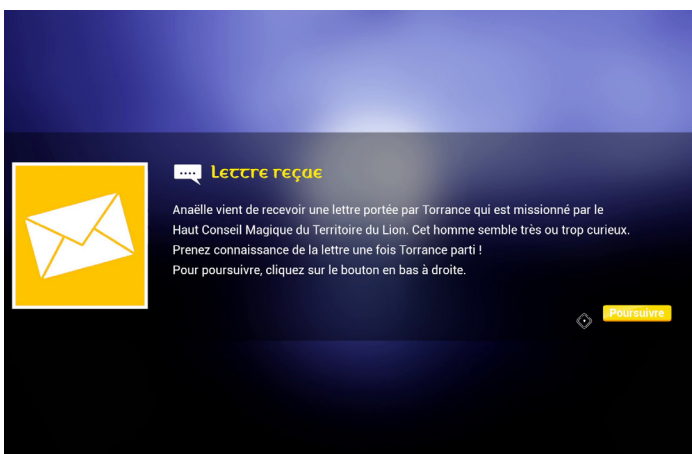 Lettre reçue
Anaëlle vient de recevoir une lettre portée par Torrance qui est missionné par le
Haut Conseil Magique du Territoire du Lion. Cet homme semble très ou trop curieux.
Prenez connaissance de la lettre une fois Torrance parti !
Pour poursuivre, cliquez sur le bouton en bas à droite.
Poursuivre